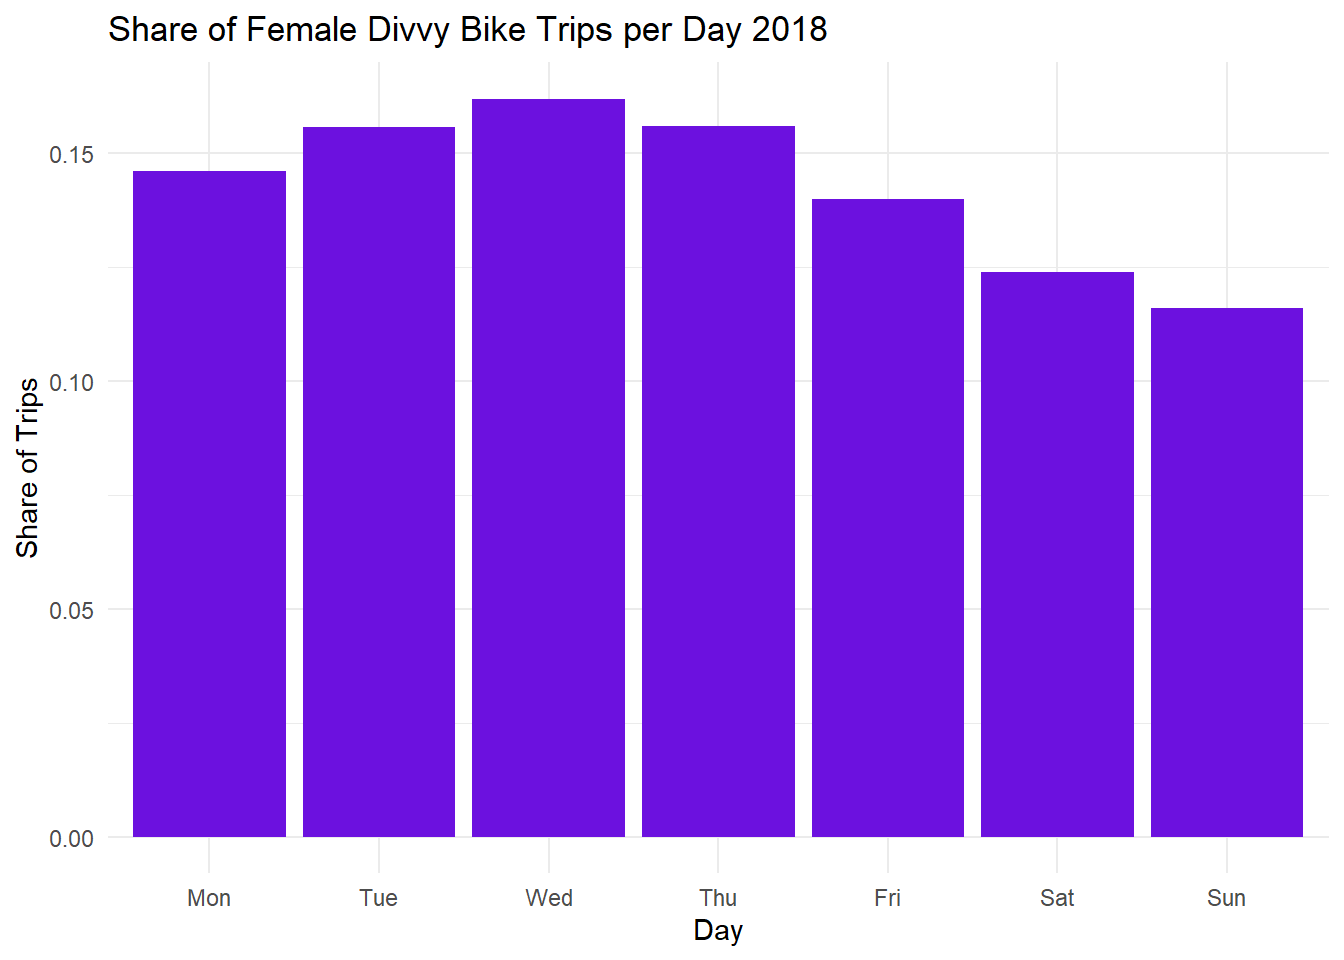 Share of Female Divvy Bike Trips per Day 2018
0.15
0.10
0.05
0.00
Share of Trips
Mon Tue Wed Thu Fri Sat Sun
Day